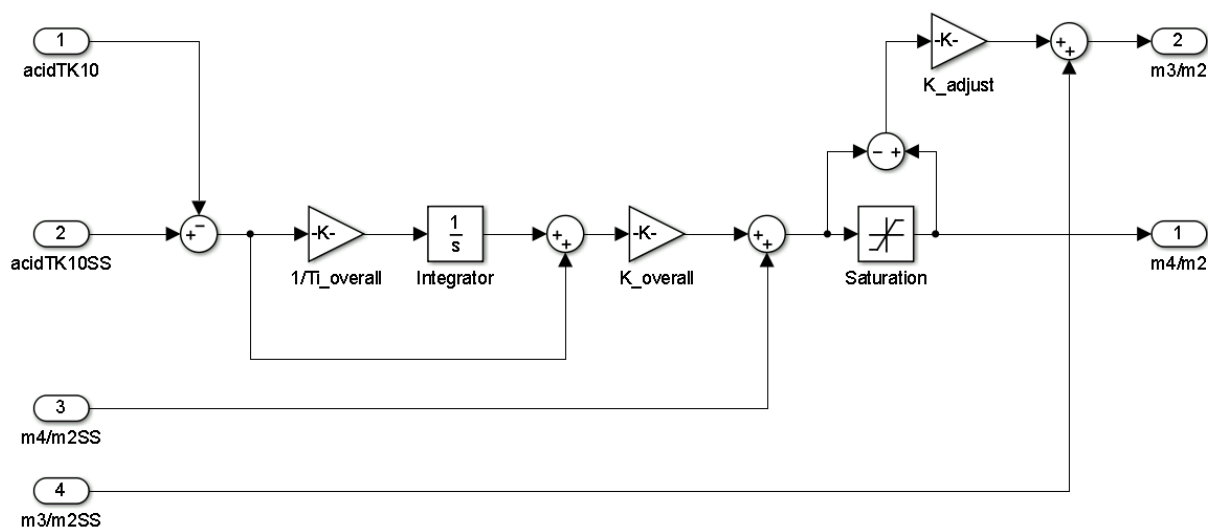 1
acidTK10
-K-
K_adjust
+
+
2
m3/m2
-
+
2
acidTK10SS
+
-
-K-
1/Ti_overall
1
s
Integrator
+
+
-K-
K_overall
+
+
Saturation
1
m4/m2
3
m4/m2SS
4
m3/m2SS